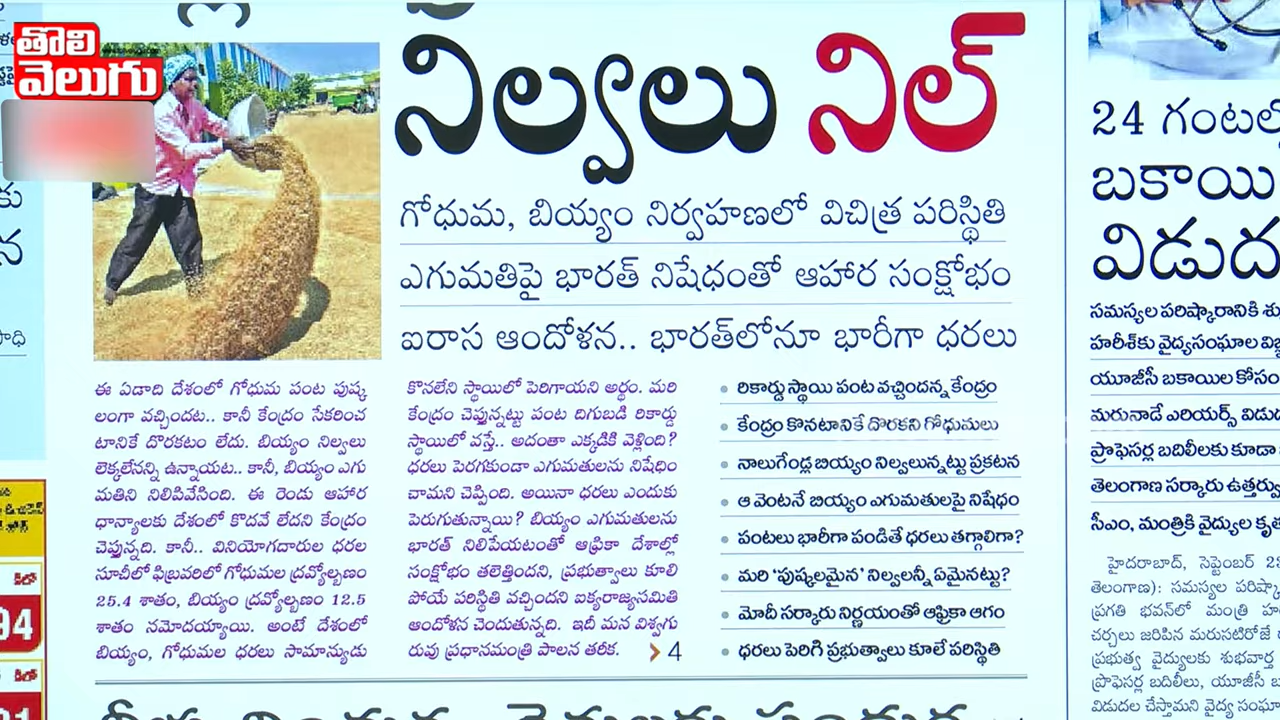 తొలి
వెలుగు
నిల్వలు నిల్
గోధుమ, బియ్యం నిర్వహణలో విచిత్ర పరిస్థితి
ఎగుమతిపై భారత్ నిషేధంతో ఆహార సంక్షోభం
ఐరాస ఆందోళన.. భారత్‌లోనూ భారీగా ధరలు
ఈ ఏడాది దేశంలో గోధుమ పంట పుష్క
లంగా వచ్చిందట.. కానీ కేంద్రం సేకరించ
టానికే దొరకటం లేదు. బియ్యం నిల్వలు
లెక్కలేనన్ని ఉన్నాయట.. కానీ, బియ్యం ఎగు
మతిని నిలిపివేసింది. ఈ రెండు ఆహార
ధాన్యాలకు దేశంలో కొదవే లేదని కేంద్రం
చెప్తున్నది. కానీ.. వినియోగదారుల ధరల
సూచీలో ఫిబ్రవరిలో గోధుమల ద్రవ్యోల్బణం
25.4 శాతం, బియ్యం ద్రవ్యోల్బణం 12.5
శాతం నమోదయ్యాయి. అంటే దేశంలో
బియ్యం, గోధుమల ధరలు సామాన్యుడు
కొనలేని స్థాయిలో పెరిగాయని అర్థం. మరి
కేంద్రం చెప్తున్నట్టు పంట దిగుబడి రికార్డు
స్థాయిలో వస్తే.. అదంతా ఎక్కడికి వెళ్లింది?
ధరలు పెరగకుండా ఎగుమతులను నిషేధిం
చామని చెప్పింది. అయినా ధరలు ఎందుకు
పెరుగుతున్నాయి? బియ్యం ఎగుమతులను
భారత్ నిలిపేయటంతో ఆఫ్రికా దేశాల్లో
సంక్షోభం తలెత్తిందని, ప్రభుత్వాలు కూలి
పోయే పరిస్థితి వచ్చిందని ఐక్యరాజ్యసమితి
ఆందోళన చెందుతున్నది. ఇదీ మన విశ్వగు
రువు ప్రధానమంత్రి పాలన తరీక. > 4
• రికార్డు స్థాయి పంట వచ్చిందన్న కేంద్రం
• కేంద్రం కొనటానికే దొరకని గోధుమలు
• నాలుగేండ్ల బియ్యం నిల్వలున్నట్టు ప్రకటన
• ఆ వెంటనే బియ్యం ఎగుమతులపై నిషేధం
• పంటలు భారీగా పండితే ధరలు తగ్గాలిగా?
• మరి ‘పుష్కలమైన’ నిల్వలన్నీ ఏమైనట్టు?
• మోదీ సర్కారు నిర్ణయంతో ఆఫ్రికా ఆగం
• ధరలు పెరిగి ప్రభుత్వాలు కూలే పరిస్థితి
24 గంటల్లో
బకాయి
విడుద
సమస్యల పరిష్కారానికి
హరీశ్‌కు వైద్యసంఘాల
యూజీసీ బకాయిల కోసం
మరునాడే ఎరియర్స్ విడుద
ప్రొఫెసర్ల బదిలీలకు కూడా
తెలంగాణ సర్కారు ఉత్తర్వు
సీఎం, మంత్రికి వైద్యుల కృత
హైదరాబాద్, సెప్టెంబర్
తెలంగాణ): సమస్యల పరిష్కా
ప్రగతి భవన్‌లో మంత్రి
చర్చలు జరిపిన మరుసటిరోజే
ప్రభుత్వ వైద్యులకు శుభవార్త
ప్రొఫెసర్ల బదిలీలు, యూజీసీ
విడుదల చేస్తామని వైద్య